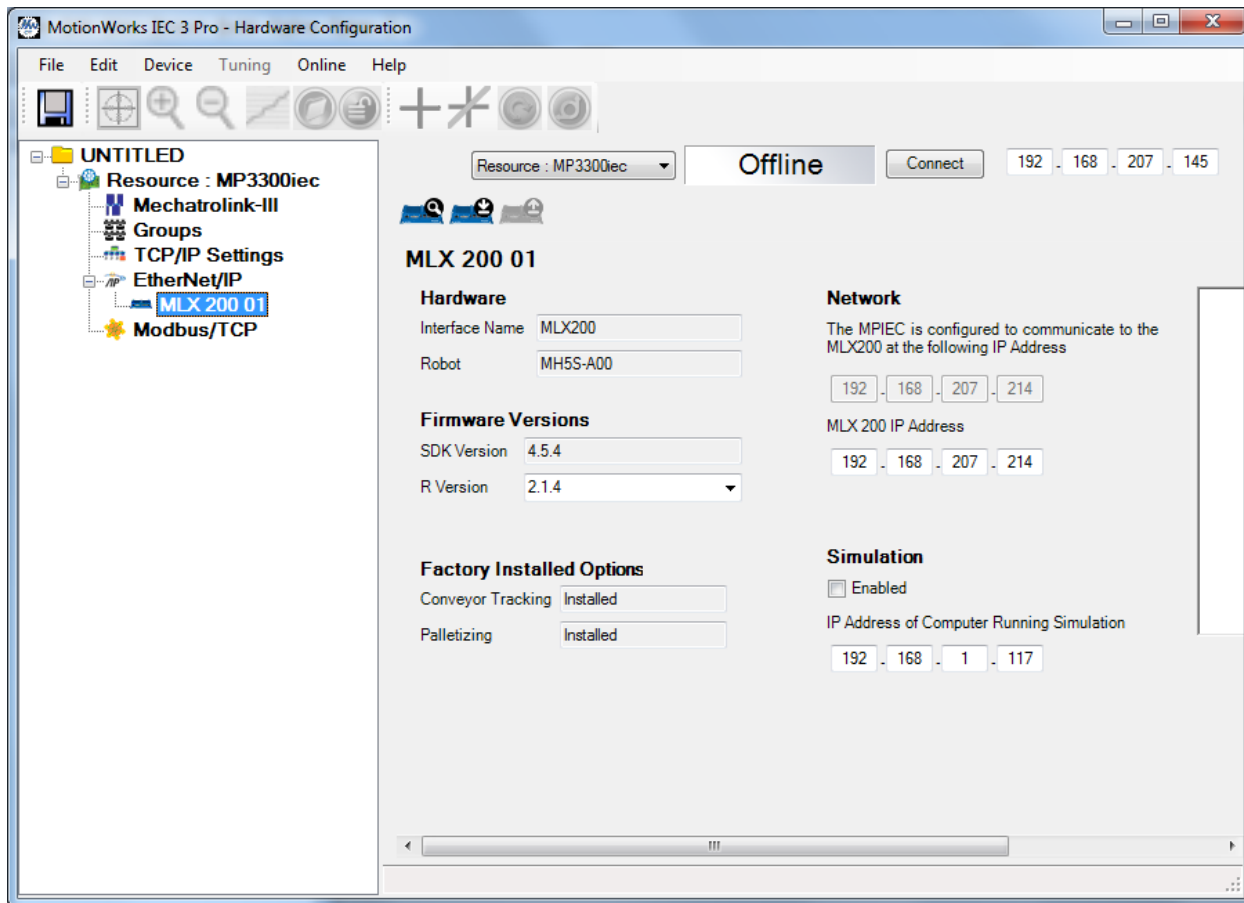 MotionWorks IEC 3 Pro - Hardware Configuration
File Edit Device Tuning Online Help
UNTITLED
Resource : MP3300iec
Mechatrolink-III
Groups
TCP/IP Settings
EtherNet/IP
MLX 200 01
Modbus/TCP
Resource : MP3300iec Offline Connect 192 . 168 . 207 . 145
MLX 200 01
Hardware
Interface Name MLX200
Robot MH5S-A00
Firmware Versions
SDK Version 4.5.4
R Version 2.1.4
Factory Installed Options
Conveyor Tracking Installed
Palletizing Installed
Network
The MPIEC is configured to communicate to the
MLX200 at the following IP Address
192 . 168 . 207 . 214
MLX 200 IP Address
192 . 168 . 207 . 214
Simulation
Enabled
IP Address of Computer Running Simulation
192 . 168 . 1 . 117